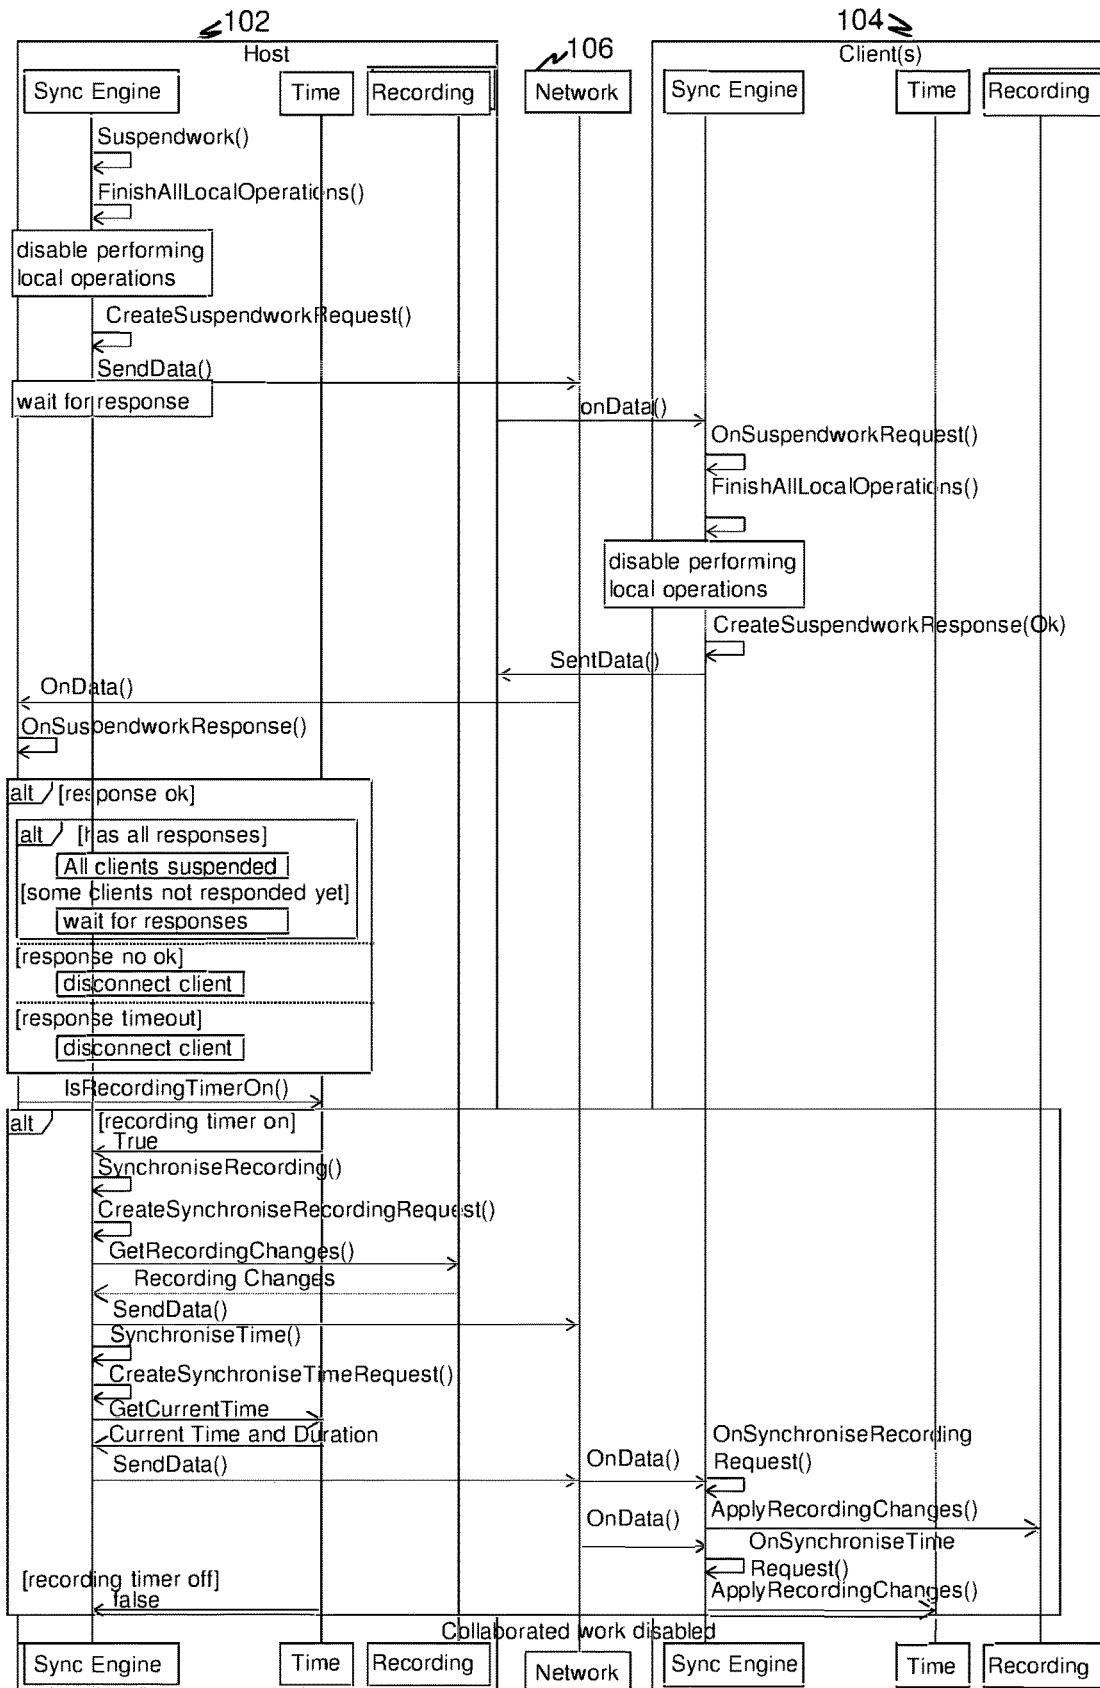 102
104
Host
106
Client(s)
Sync Engine
Time
Recording
Network
Sync Engine
Time
Recording
Suspendwork()
FinishAllLocalOperations()
disable performing
local operations
CreateSuspendworkRequest()
SendData()
wait for response
onData()
OnSuspendworkRequest()
FinishAllLocalOperations()
disable performing
local operations
CreateSuspendworkResponse(Ok)
SentData()
OnData()
OnSuspendworkResponse()
alt [response ok]
alt [has all responses]
All clients suspended
[some clients not responded yet]
wait for responses
[response no ok]
disconnect client
[response timeout]
disconnect client
IsRecordingTimerOn()
alt [recording timer on]
True
SynchroniseRecording()
CreateSynchroniseRecordingRequest()
GetRecordingChanges()
Recording Changes
SendData()
SynchroniseTime()
CreateSynchroniseTimeRequest()
GetCurrentTime
Current Time and Duration
SendData()
OnData()
OnSynchroniseRecording
Request()
ApplyRecordingChanges()
OnData()
OnSynchroniseTime
Request()
ApplyRecordingChanges()
[recording timer off]
false
Collaborated work disabled
Sync Engine
Time
Recording
Network
Sync Engine
Time
Recording